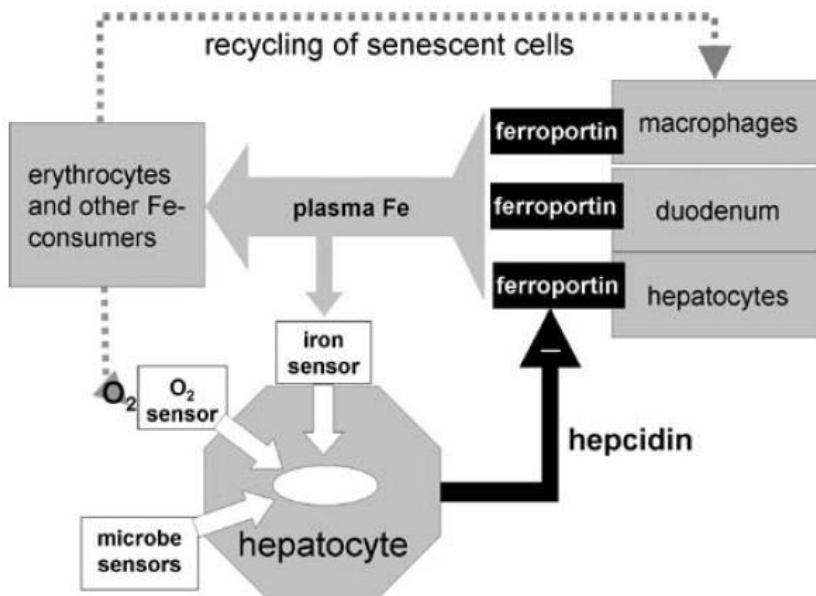 recycling of senescent cells
ferroportin
macrophages
erythrocytes
and other Fe-
consumers
plasma Fe
ferroportin
duodenum
ferroportin
hepatocytes
iron
sensor
O2
O2
sensor
hepcidin
microbe
sensors
hepatocyte